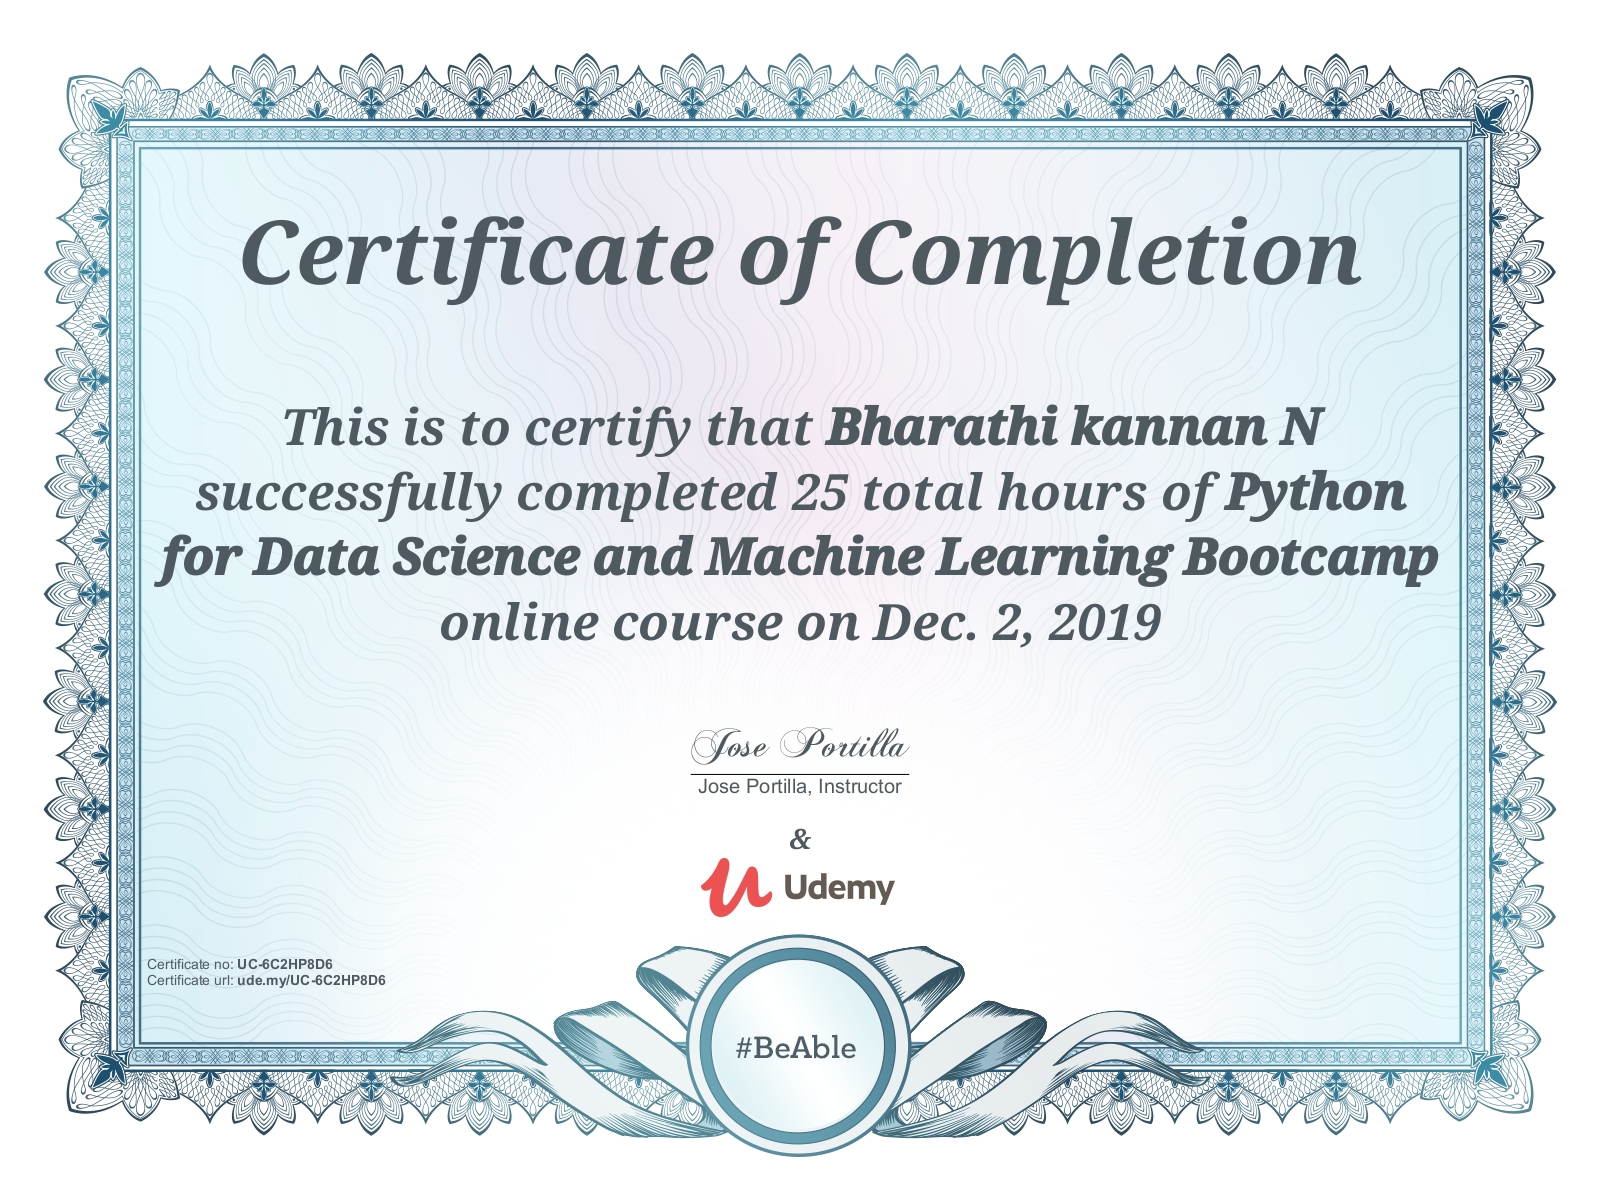 Certificate of Completion
This is to certify that Bharathi kannan N
successfully completed 25 total hours of Python
for Data Science and Machine Learning Bootcamp
online course on Dec. 2, 2019
Jose Portilla
Jose Portilla, Instructor
&
Udemy
Certificate no: UC-6C2HP8D6
Certificate url: ude.my/UC-6C2HP8D6
#BeAble